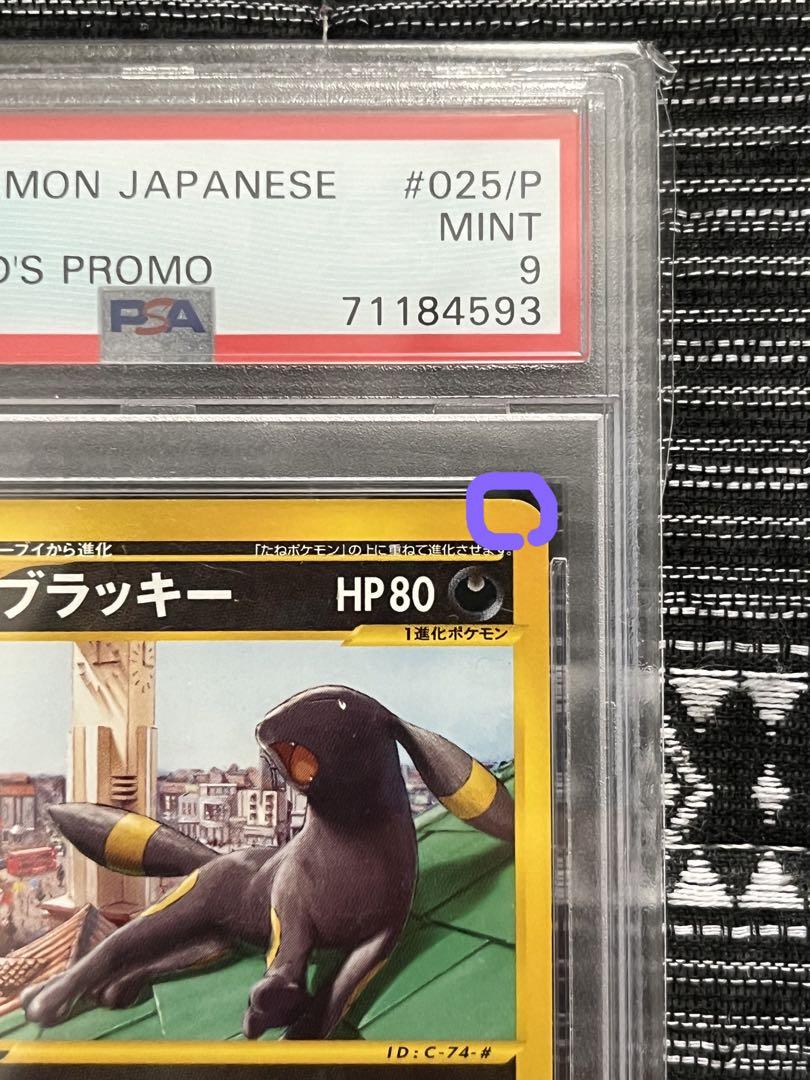 MON JAPANESE #025/P
MINT
'S PROMO 9
PSA 71184593
ーブイから進化 「たねポケモン」の上に重ねて進化させます。
ブラッキー HP80
1進化ポケモン
ID:C-74-#